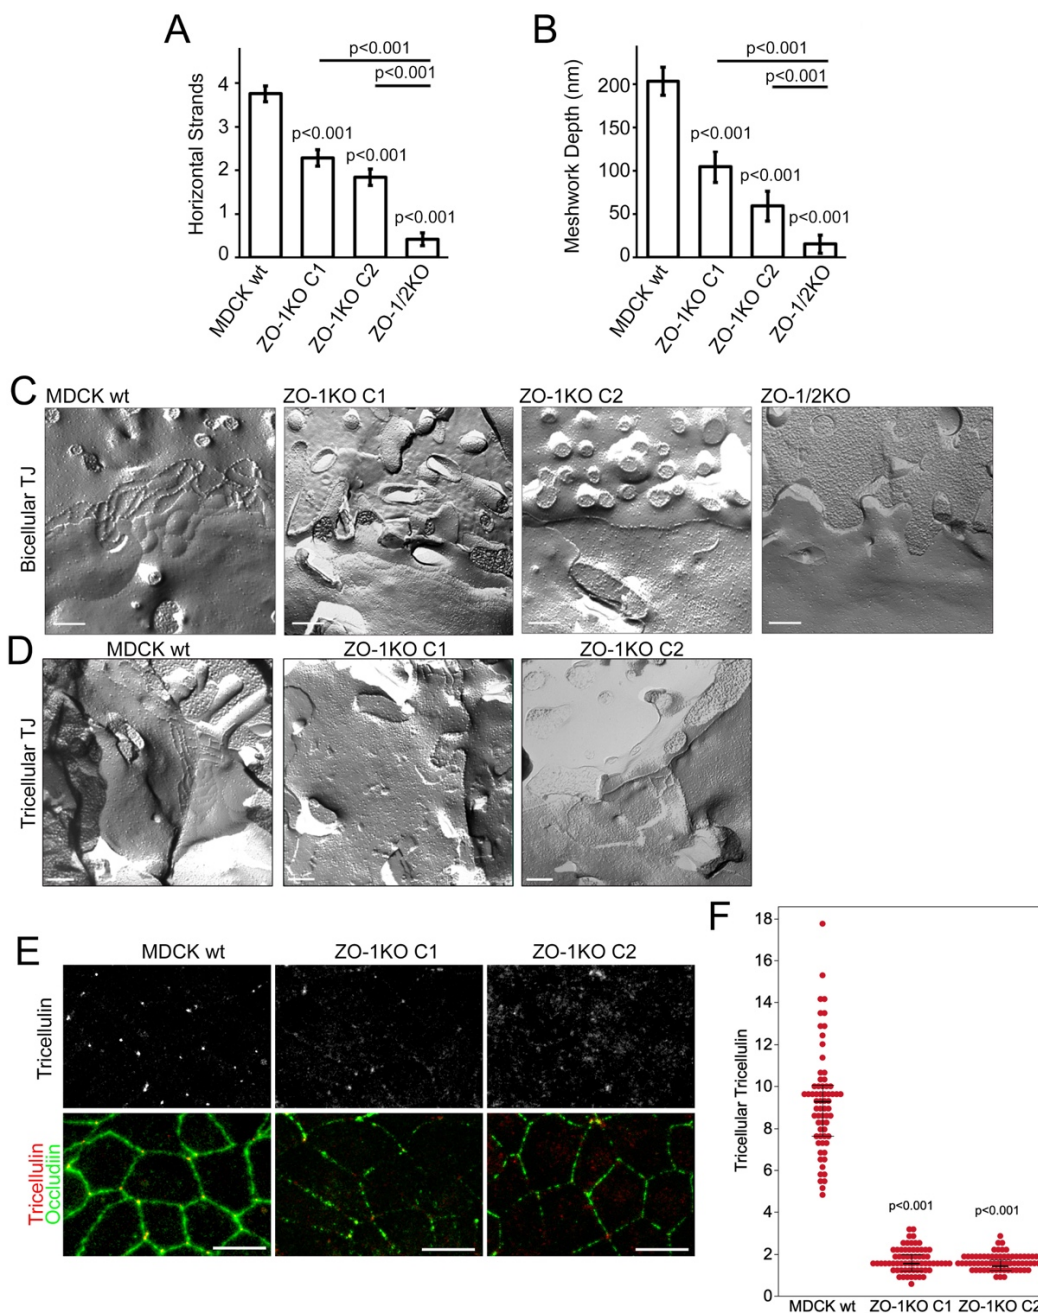 A
Horizontal Strands
4
3
2
1
0
p<0.001
p<0.001
p<0.001
p<0.001
p<0.001
MDCK wt
ZO-1KO C1
ZO-1KO C2
ZO-1/2KO
B
Meshwork Depth (nm)
200
150
100
50
0
p<0.001
p<0.001
p<0.001
p<0.001
p<0.001
MDCK wt
ZO-1KO C1
ZO-1KO C2
ZO-1/2KO
C
MDCK wt
ZO-1KO C1
ZO-1KO C2
ZO-1/2KO
Bicellular TJ
D
MDCK wt
ZO-1KO C1
ZO-1KO C2
Tricellular TJ
E
MDCK wt
ZO-1KO C1
ZO-1KO C2
Tricellulin
Tricellulin
Occludiin
F
Tricellular Tricellulin
18
16
14
12
10
8
6
4
2
0
p<0.001
p<0.001
MDCK wt
ZO-1KO C1
ZO-1KO C2